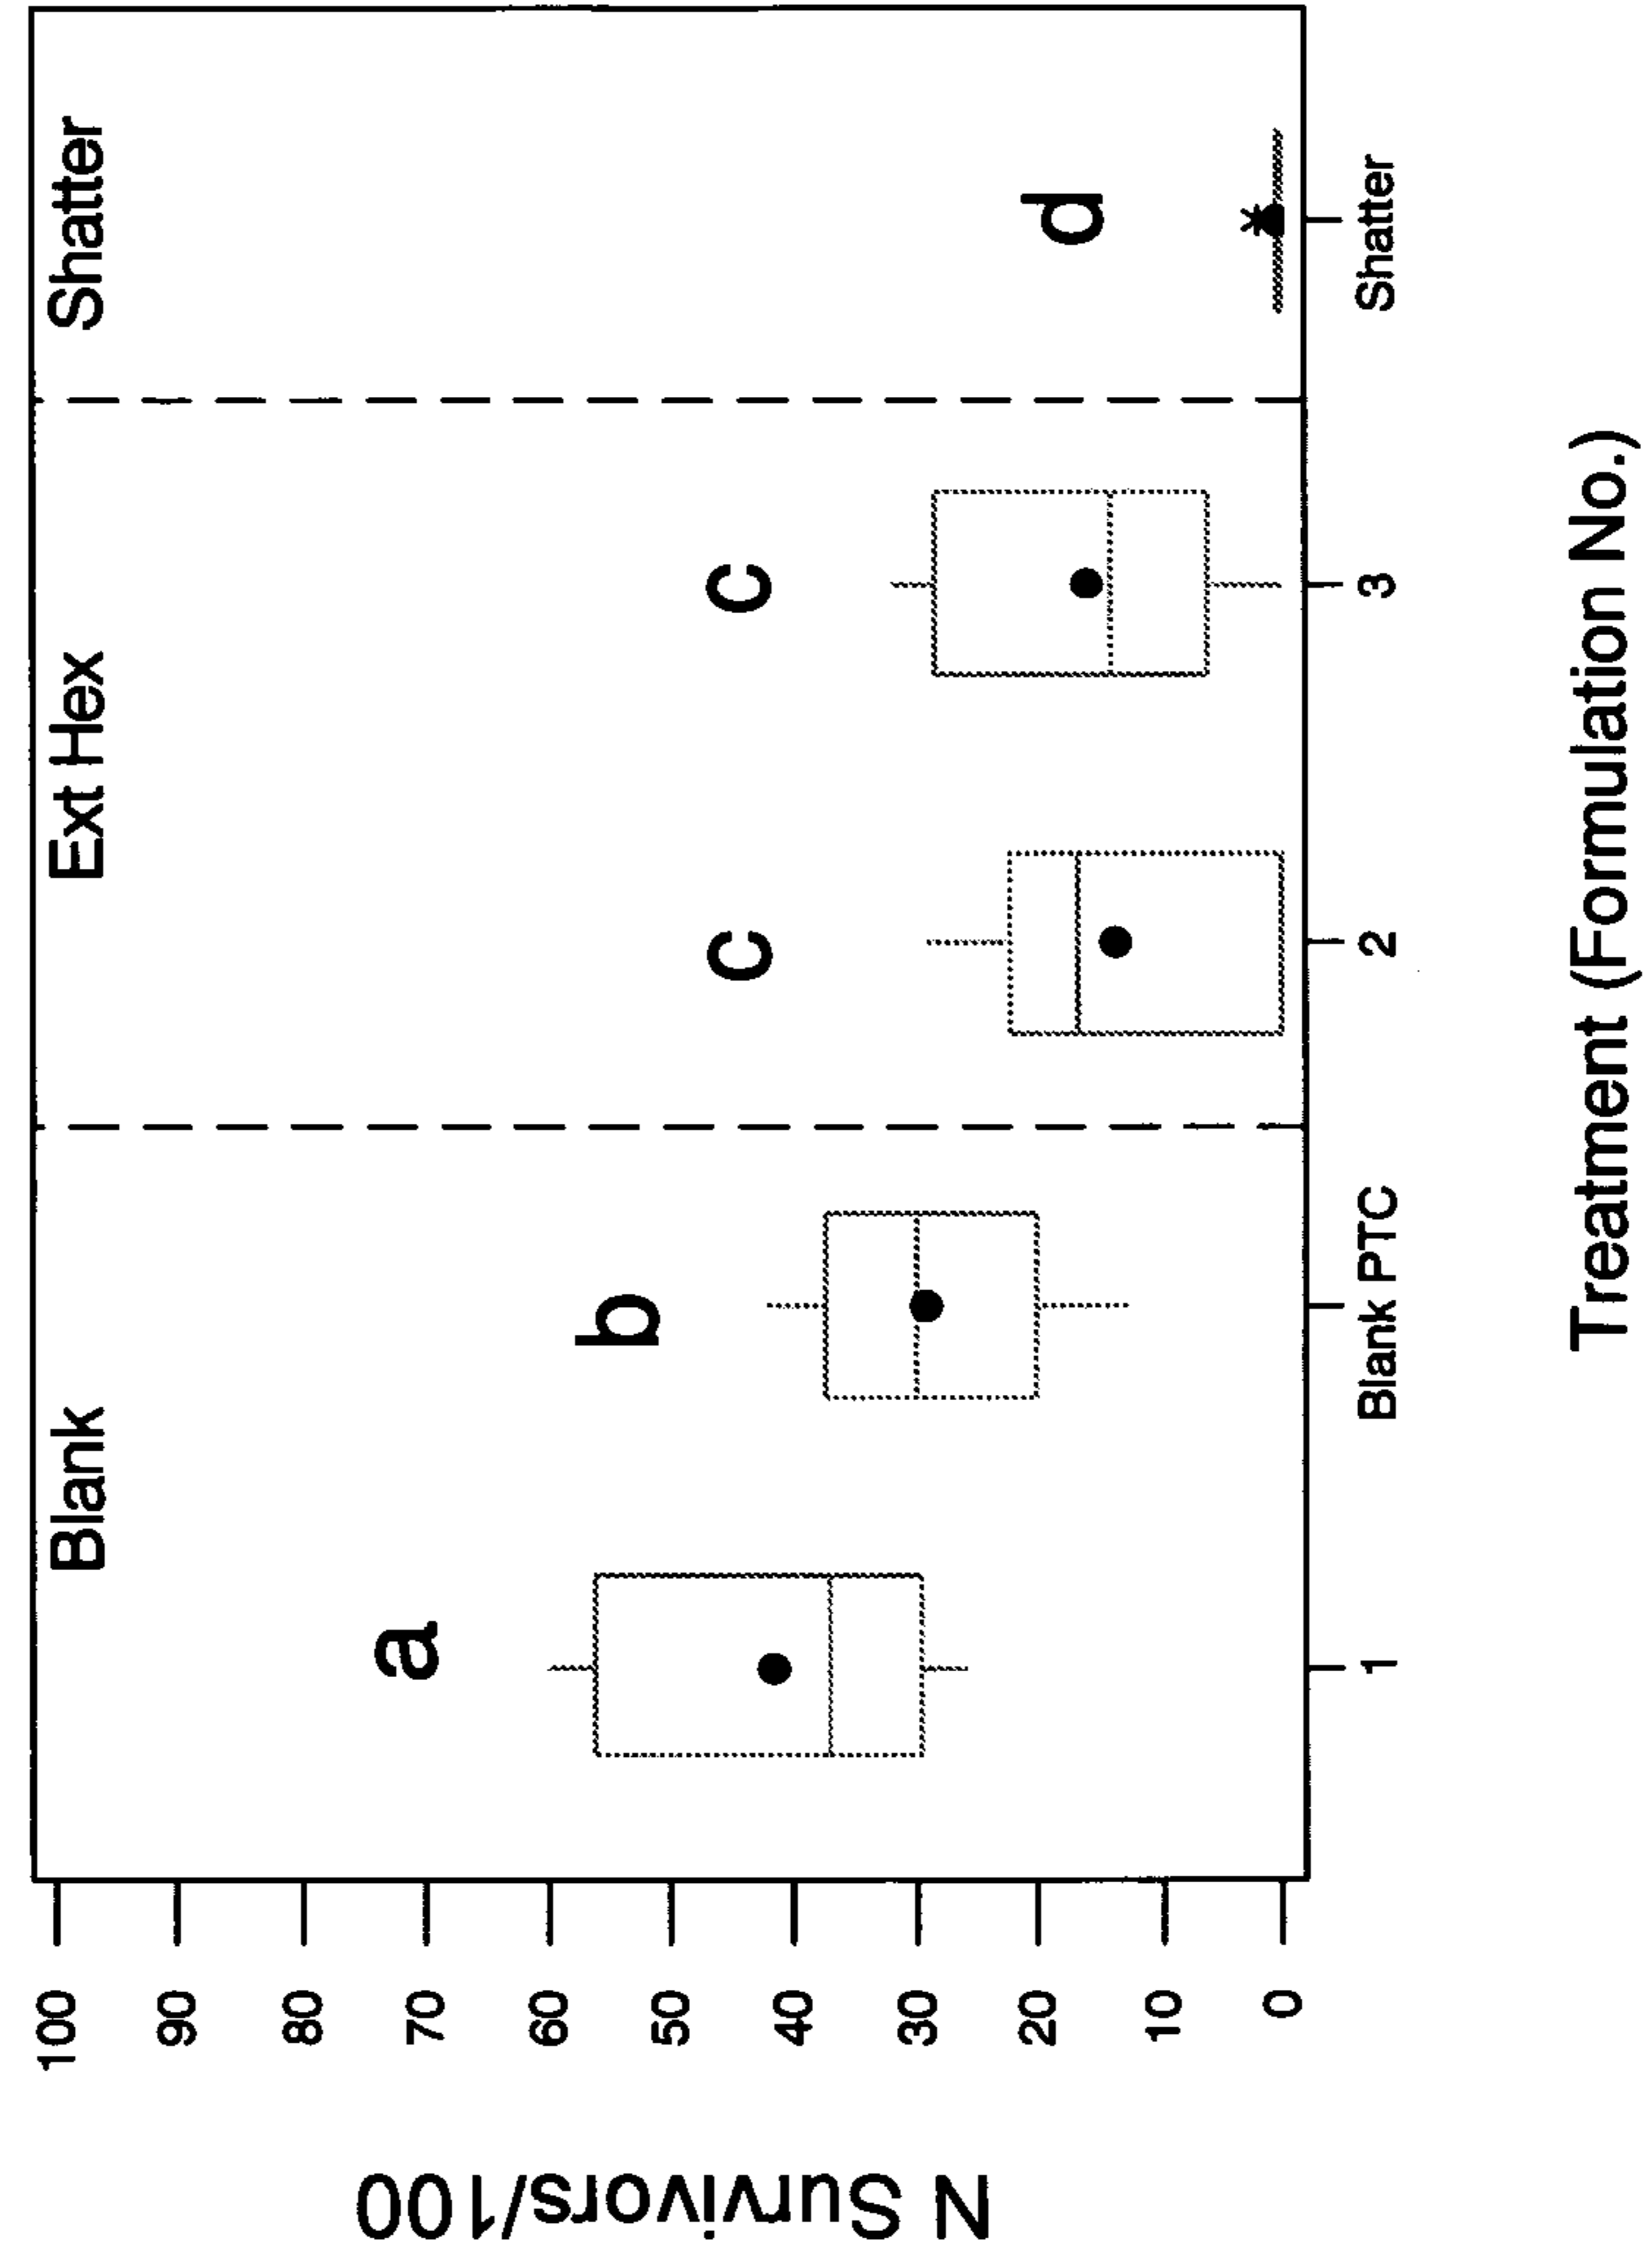 Blank Ext Hex Shatter
a b c c d
100
90
80
70
60
50
40
30
20
10
0
N Survivors/100
1 Blank PTC 2 3 Shatter
Treatment (Formulation No.)